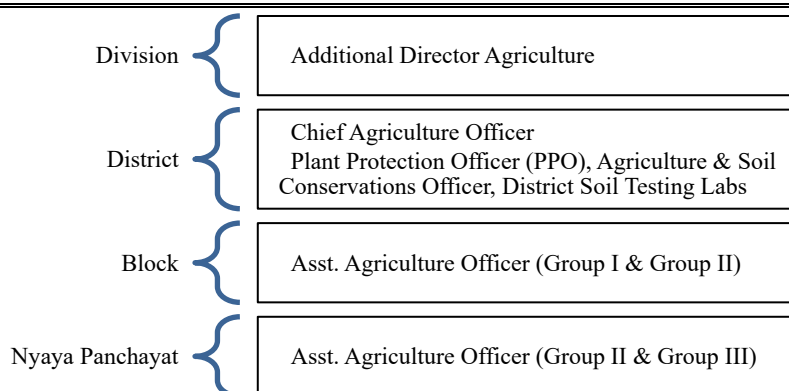 Division
Additional Director Agriculture
District
Chief Agriculture Officer
Plant Protection Officer (PPO), Agriculture & Soil
Conservations Officer, District Soil Testing Labs
Block
Asst. Agriculture Officer (Group I & Group II)
Nyaya Panchayat
Asst. Agriculture Officer (Group II & Group III)